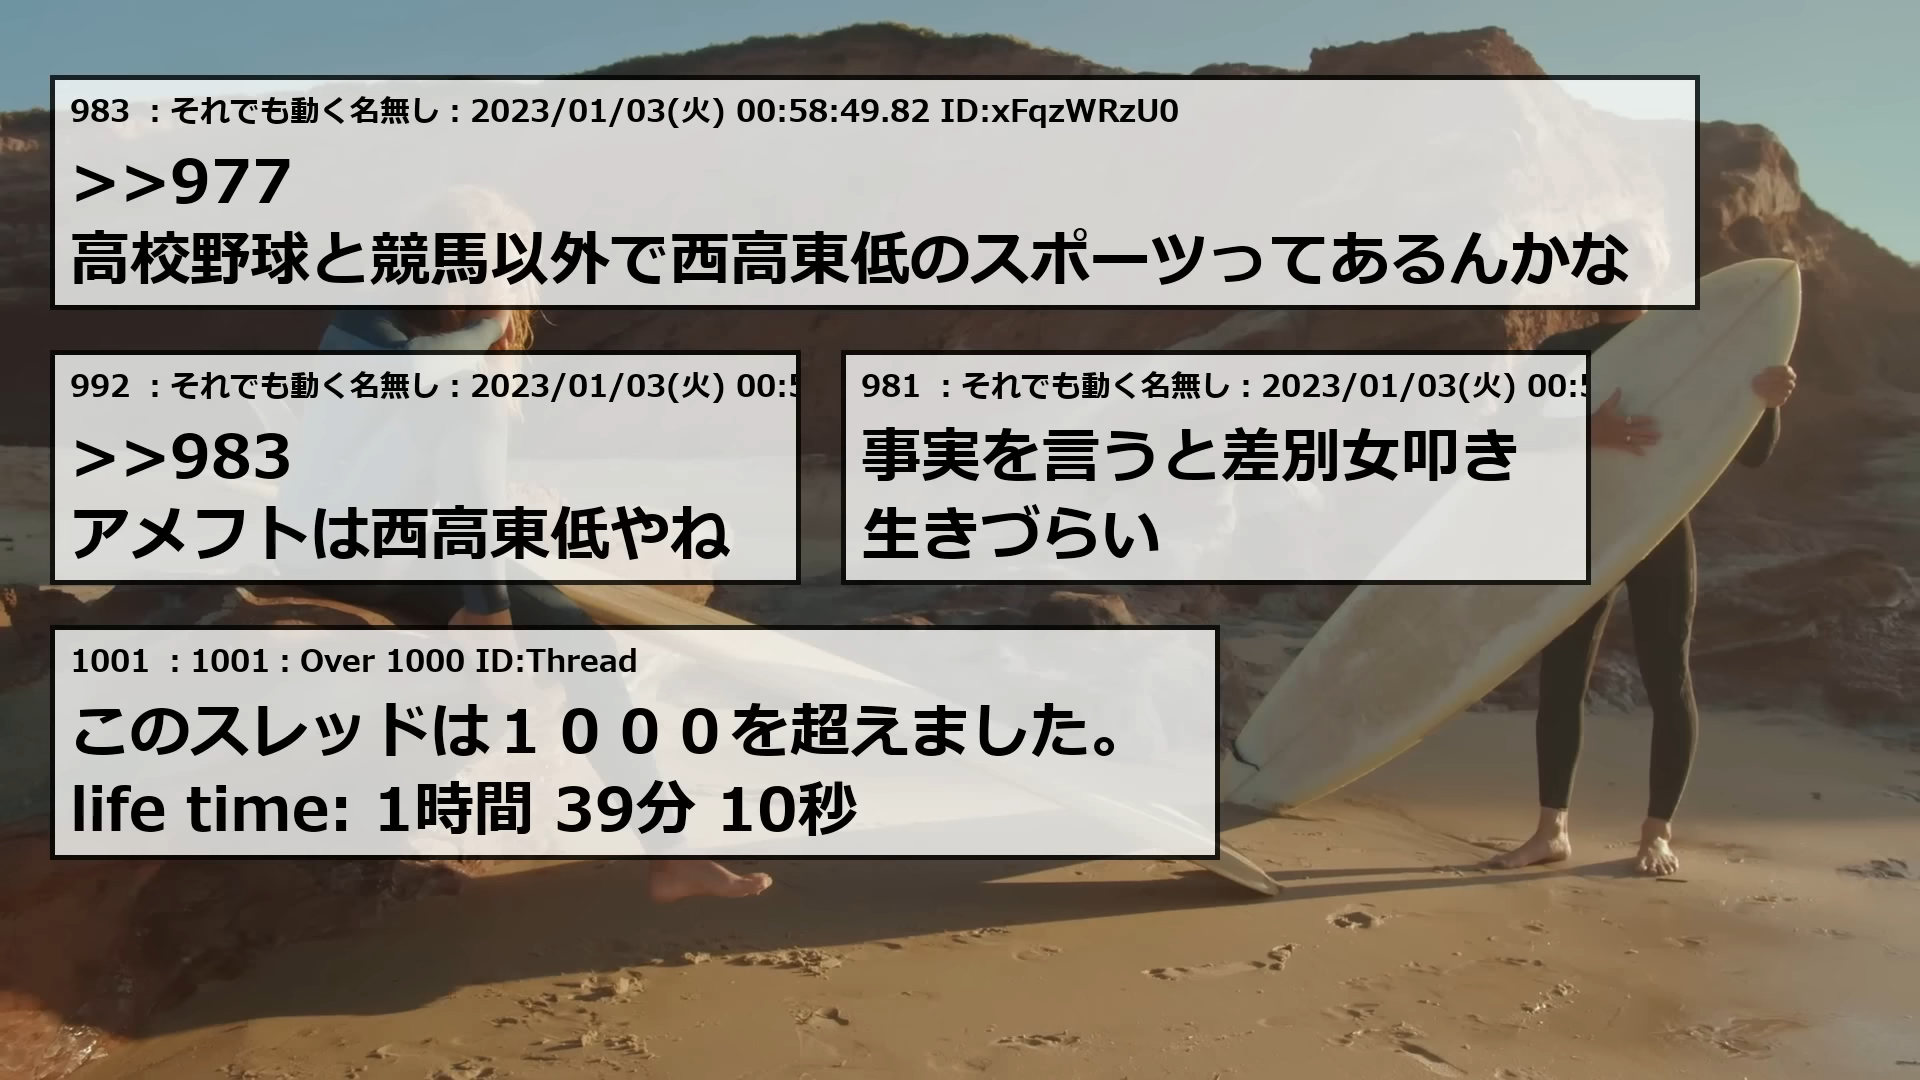 983 ：それでも動く名無し：2023/01/03(火) 00:58:49.82 ID:xFqzWRzU0
>>977
高校野球と競馬以外で西高東低のスポーツってあるんかな
992 ：それでも動く名無し：2023/01/03(火) 00:5
>>983
アメフトは西高東低やね
981 ：それでも動く名無し：2023/01/03(火) 00:5
事実を言うと差別女叩き
生きづらい
1001 ：1001：Over 1000 ID:Thread
このスレッドは１０００を超えました。
life time: 1時間 39分 10秒